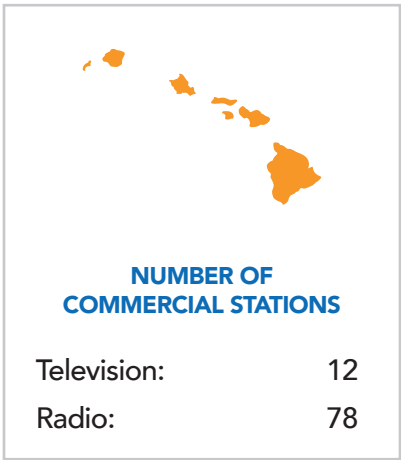 NUMBER OF
COMMERCIAL STATIONS
Television: 12
Radio: 78